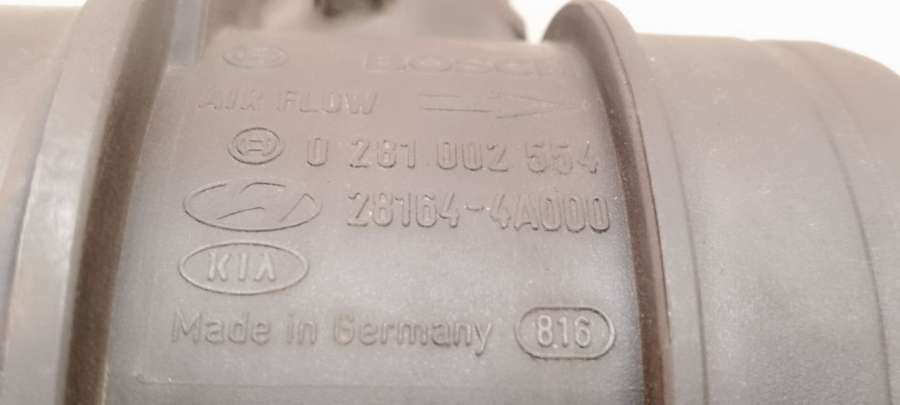 BOSCH
AIR FLOW
0 281 002 554
28164-4A000
KIA
Made in Germany 816